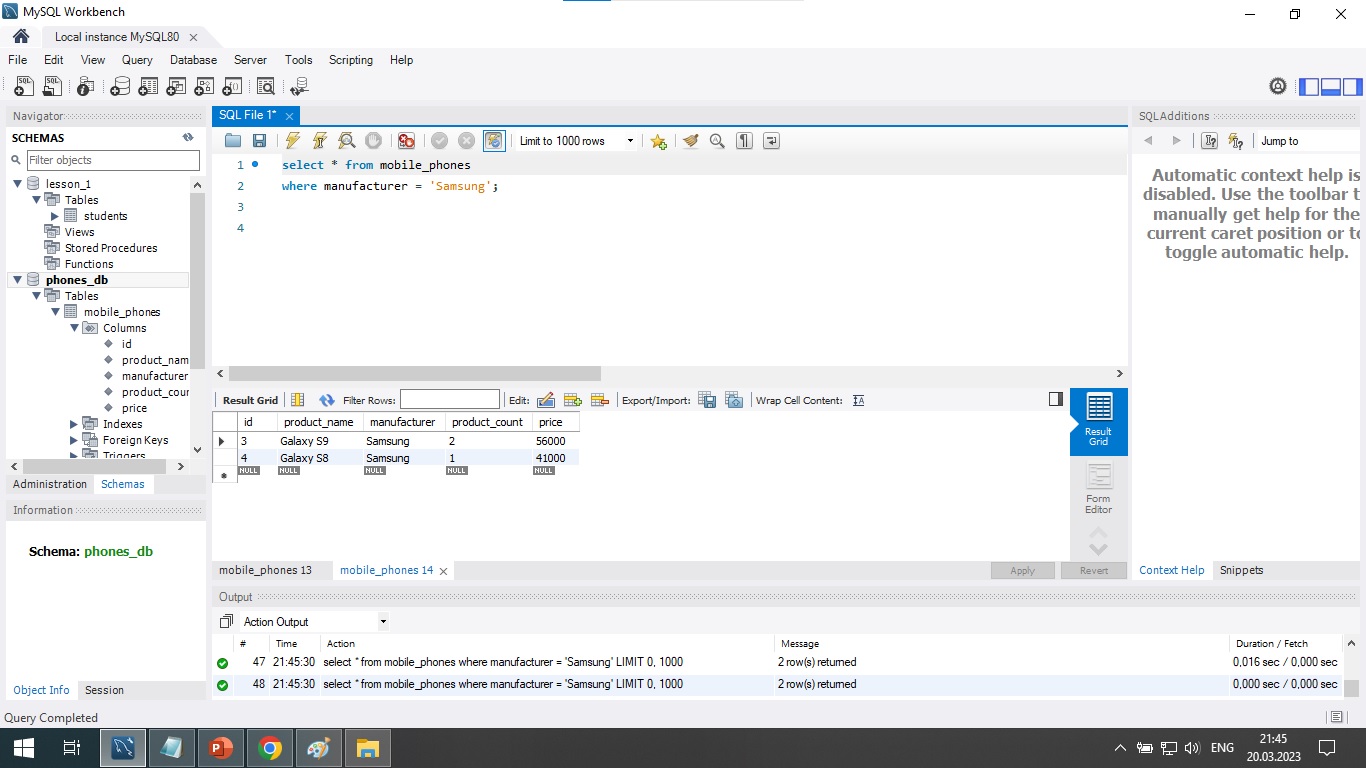 MySQL Workbench
Local instance MySQL80
File Edit View Query Database Server Tools Scripting Help
Navigator
SCHEMAS
Filter objects
lesson_1
Tables
students
Views
Stored Procedures
Functions
phones_db
Tables
mobile_phones
Columns
id
product_nam
manufacturer
product_cour
price
Indexes
Foreign Keys
Triggers
Administration Schemas
Information
Schema: phones_db
Object Info Session
SQL File 1*
Limit to 1000 rows
1 select * from mobile_phones
2 where manufacturer = 'Samsung';
3
4
Result Grid Filter Rows: Edit: Export/Import: Wrap Cell Content:
id product_name manufacturer product_count price
3 Galaxy S9 Samsung 2 56000
4 Galaxy S8 Samsung 1 41000
NULL NULL NULL NULL NULL
Result
Grid
Form
Editor
mobile_phones 13 mobile_phones 14 Apply Revert
SQLAdditions
Jump to
Automatic context help is
disabled. Use the toolbar t
manually get help for the
current caret position or to
toggle automatic help.
Context Help Snippets
Output
Action Output
# Time Action Message Duration / Fetch
47 21:45:30 select * from mobile_phones where manufacturer = 'Samsung' LIMIT 0, 1000 2 row(s) returned 0,016 sec / 0,000 sec
48 21:45:30 select * from mobile_phones where manufacturer = 'Samsung' LIMIT 0, 1000 2 row(s) returned 0,000 sec / 0,000 sec
Query Completed
ENG
21:45
20.03.2023